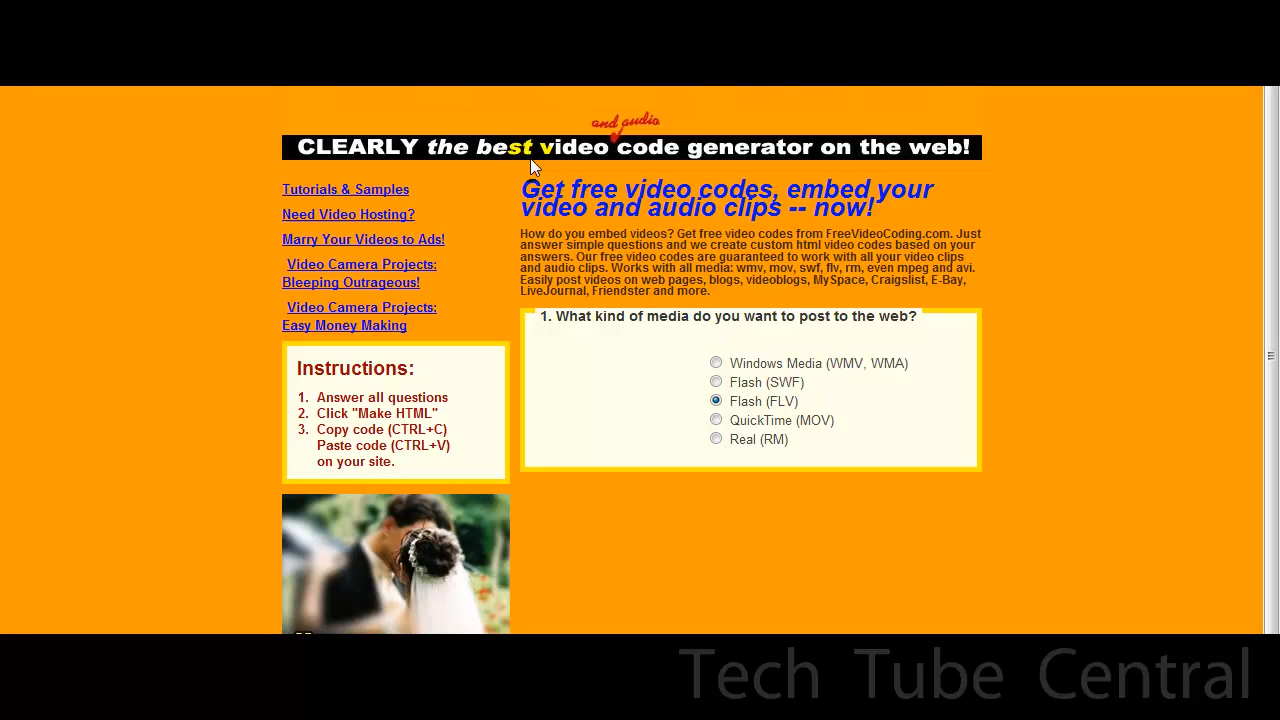 and audio
CLEARLY the best video code generator on the web!
Tutorials & Samples
Need Video Hosting?
Marry Your Videos to Ads!
Video Camera Projects:
Bleeping Outrageous!
Video Camera Projects:
Easy Money Making
Instructions:
1. Answer all questions
2. Click "Make HTML"
3. Copy code (CTRL+C)
Paste code (CTRL+V)
on your site.
Get free video codes, embed your
video and audio clips -- now!
How do you embed videos? Get free video codes from FreeVideoCoding.com. Just
answer simple questions and we create custom html video codes based on your
answers. Our free video codes are guaranteed to work with all your video clips
and audio clips. Works with all media: wmv, mov, swf, flv, rm, even mpeg and avi.
Easily post videos on web pages, blogs, videoblogs, MySpace, Craigslist, E-Bay,
LiveJournal, Friendster and more.
1. What kind of media do you want to post to the web?
Windows Media (WMV, WMA)
Flash (SWF)
Flash (FLV)
QuickTime (MOV)
Real (RM)
Tech Tube Central